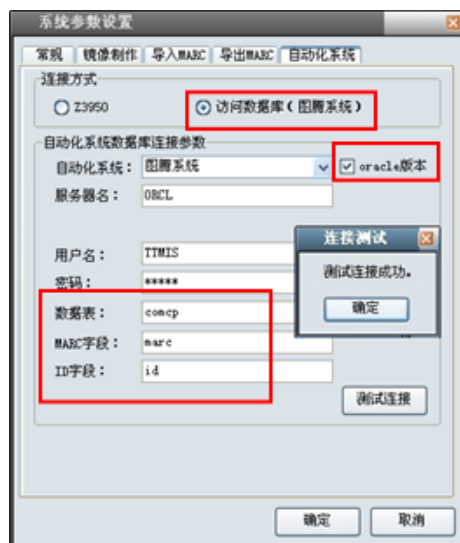 系统参数设置
常规 镜像制作 导入MARC 导出MARC 自动化系统
连接方式
Z3950 访问数据库(图腾系统)
自动化系统数据库连接参数
自动化系统: 图腾系统 oracle版本
服务器名: ORCL
连接测试
用户名: TTMIS
测试连接成功。
密码: *****
确定
数据表: comcp
MARC字段: marc
ID字段: id
测试连接
确定 取消